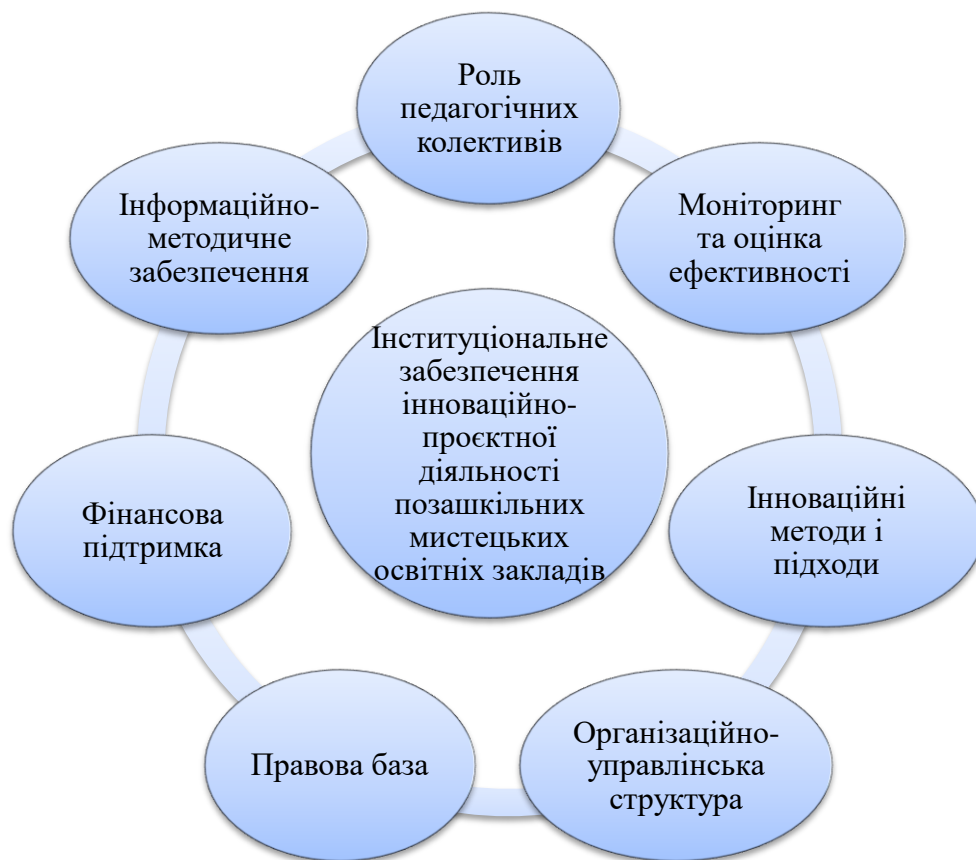 Роль
педагогічних
колективів
Моніторинг
та оцінка
ефективності
Інноваційні
методи і
підходи
Організаційно-
управлінська
структура
Правова база
Фінансова
підтримка
Інформаційно-
методичне
забезпечення
Інституціональне
забезпечення
інноваційно-
проєктної
діяльності
позашкільних
мистецьких
освітніх закладів